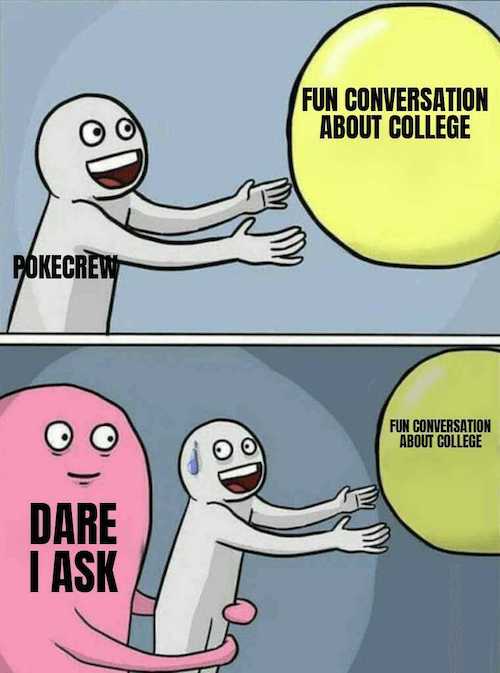 FUN CONVERSATION
ABOUT COLLEGE
POKECREW
FUN CONVERSATION
ABOUT COLLEGE
DARE
I ASK